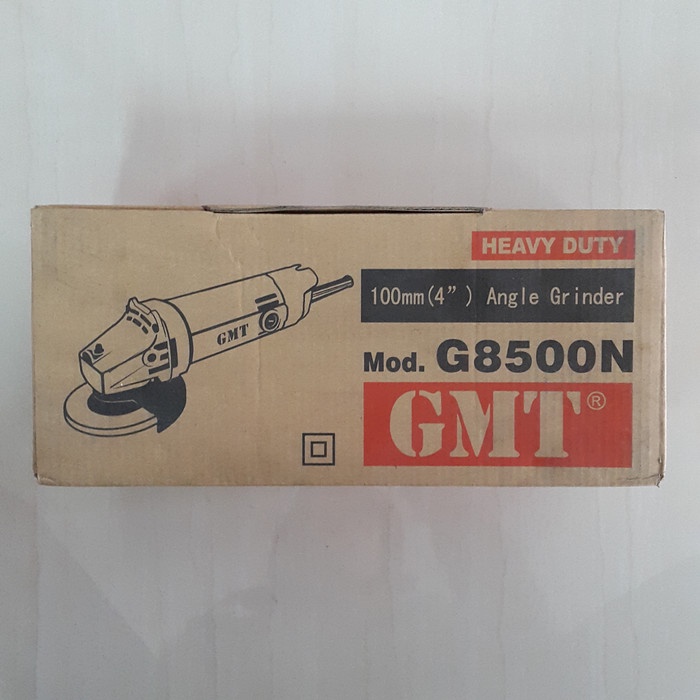 HEAVY DUTY
100mm(4”) Angle Grinder
Mod. G8500N
GMT®
GMT